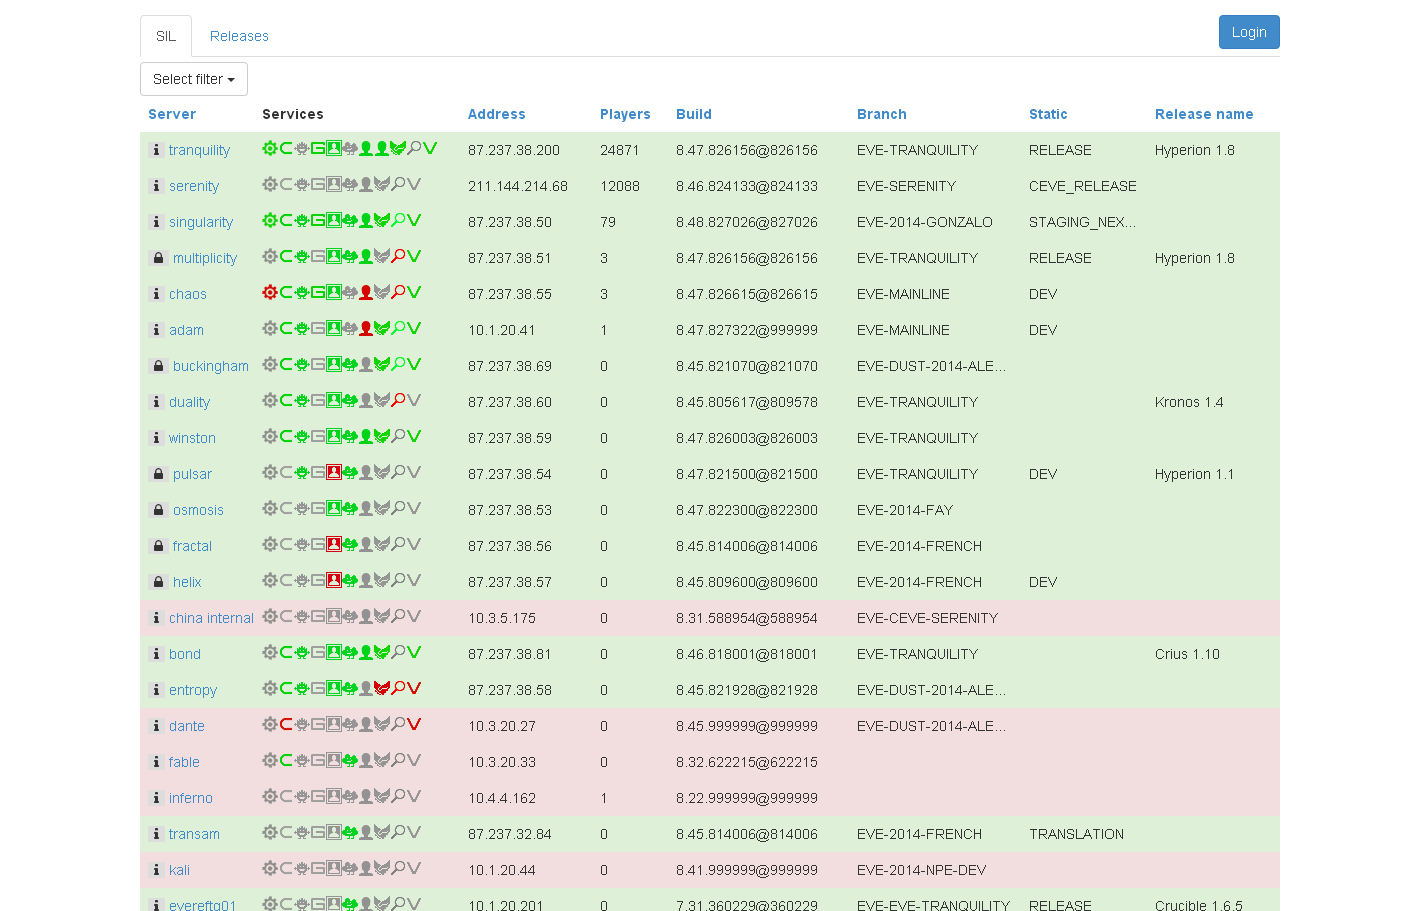 SIL Releases Login
Select filter
Server Services Address Players Build Branch Static Release name
tranquility 87.237.38.200 24871 8.47.826156@826156 EVE-TRANQUILITY RELEASE Hyperion 1.8
serenity 211.144.214.68 12088 8.46.824133@824133 EVE-SERENITY CEVE_RELEASE
singularity 87.237.38.50 79 8.48.827026@827026 EVE-2014-GONZALO STAGING_NEX...
multiplicity 87.237.38.51 3 8.47.826156@826156 EVE-TRANQUILITY RELEASE Hyperion 1.8
chaos 87.237.38.55 3 8.47.826615@826615 EVE-MAINLINE DEV
adam 10.1.20.41 1 8.47.827322@999999 EVE-MAINLINE DEV
buckingham 87.237.38.69 0 8.45.821070@821070 EVE-DUST-2014-ALE...
duality 87.237.38.60 0 8.45.805617@809578 EVE-TRANQUILITY Kronos 1.4
winston 87.237.38.59 0 8.47.826003@826003 EVE-TRANQUILITY
pulsar 87.237.38.54 0 8.47.821500@821500 EVE-TRANQUILITY DEV Hyperion 1.1
osmosis 87.237.38.53 0 8.47.822300@822300 EVE-2014-FAY
fractal 87.237.38.56 0 8.45.814006@814006 EVE-2014-FRENCH
helix 87.237.38.57 0 8.45.809600@809600 EVE-2014-FRENCH DEV
china internal 10.3.5.175 0 8.31.588954@588954 EVE-CEVE-SERENITY
bond 87.237.38.81 0 8.46.818001@818001 EVE-TRANQUILITY Crius 1.10
entropy 87.237.38.58 0 8.45.821928@821928 EVE-DUST-2014-ALE...
dante 10.3.20.27 0 8.45.999999@999999 EVE-DUST-2014-ALE...
fable 10.3.20.33 0 8.32.622215@622215
inferno 10.4.4.162 1 8.22.999999@999999
transam 87.237.32.84 0 8.45.814006@814006 EVE-2014-FRENCH TRANSLATION
kali 10.1.20.44 0 8.41.999999@999999 EVE-2014-NPE-DEV
evereftq01 10.1.20.201 0 7.31.360229@360229 EVE-EVE-TRANQUILITY RELEASE Crucible 1.6.5